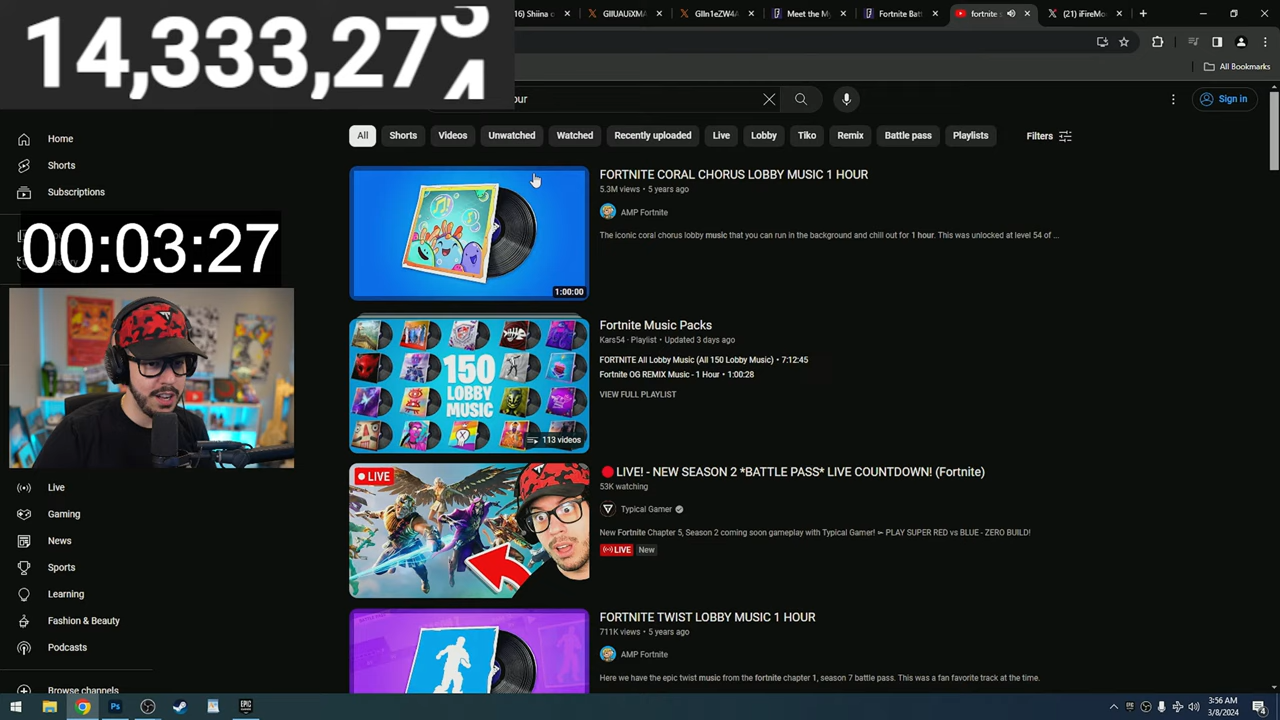 14,333,27
16) Shiina o
GIIUAUiXMA
GIIn1eZW4A
Meet the My
Fortnite Bat
fortnite
(21) iFireMo
All Bookmarks
our
Sign in
Home
Shorts
Subscriptions
00:03:27
Live
Gaming
News
Sports
Learning
Fashion & Beauty
Podcasts
Browse channels
All
Shorts
Videos
Unwatched
Watched
Recently uploaded
Live
Lobby
Tiko
Remix
Battle pass
Playlists
Filters
FORTNITE CORAL CHORUS LOBBY MUSIC 1 HOUR
5.3M views • 5 years ago
AMP Fortnite
The iconic coral chorus lobby music that you can run in the background and chill out for 1 hour. This was unlocked at level 54 of ...
1:00:00
Fortnite Music Packs
Kars54 · Playlist • Updated 3 days ago
FORTNITE All Lobby Music (All 150 Lobby Music) • 7:12:45
Fortnite OG REMIX Music - 1 Hour • 1:00:28
VIEW FULL PLAYLIST
150
LOBBY
MUSIC
113 videos
LIVE
LIVE! - NEW SEASON 2 *BATTLE PASS* LIVE COUNTDOWN! (Fortnite)
53K watching
Typical Gamer
New Fortnite Chapter 5, Season 2 coming soon gameplay with Typical Gamer! ► PLAY SUPER RED vs BLUE - ZERO BUILD!
LIVE New
FORTNITE TWIST LOBBY MUSIC 1 HOUR
711K views • 5 years ago
AMP Fortnite
Here we have the epic twist music from the fortnite chapter 1, season 7 battle pass. This was a fan favorite track at the time.
Ps
EPIC
3:56 AM
3/8/2024